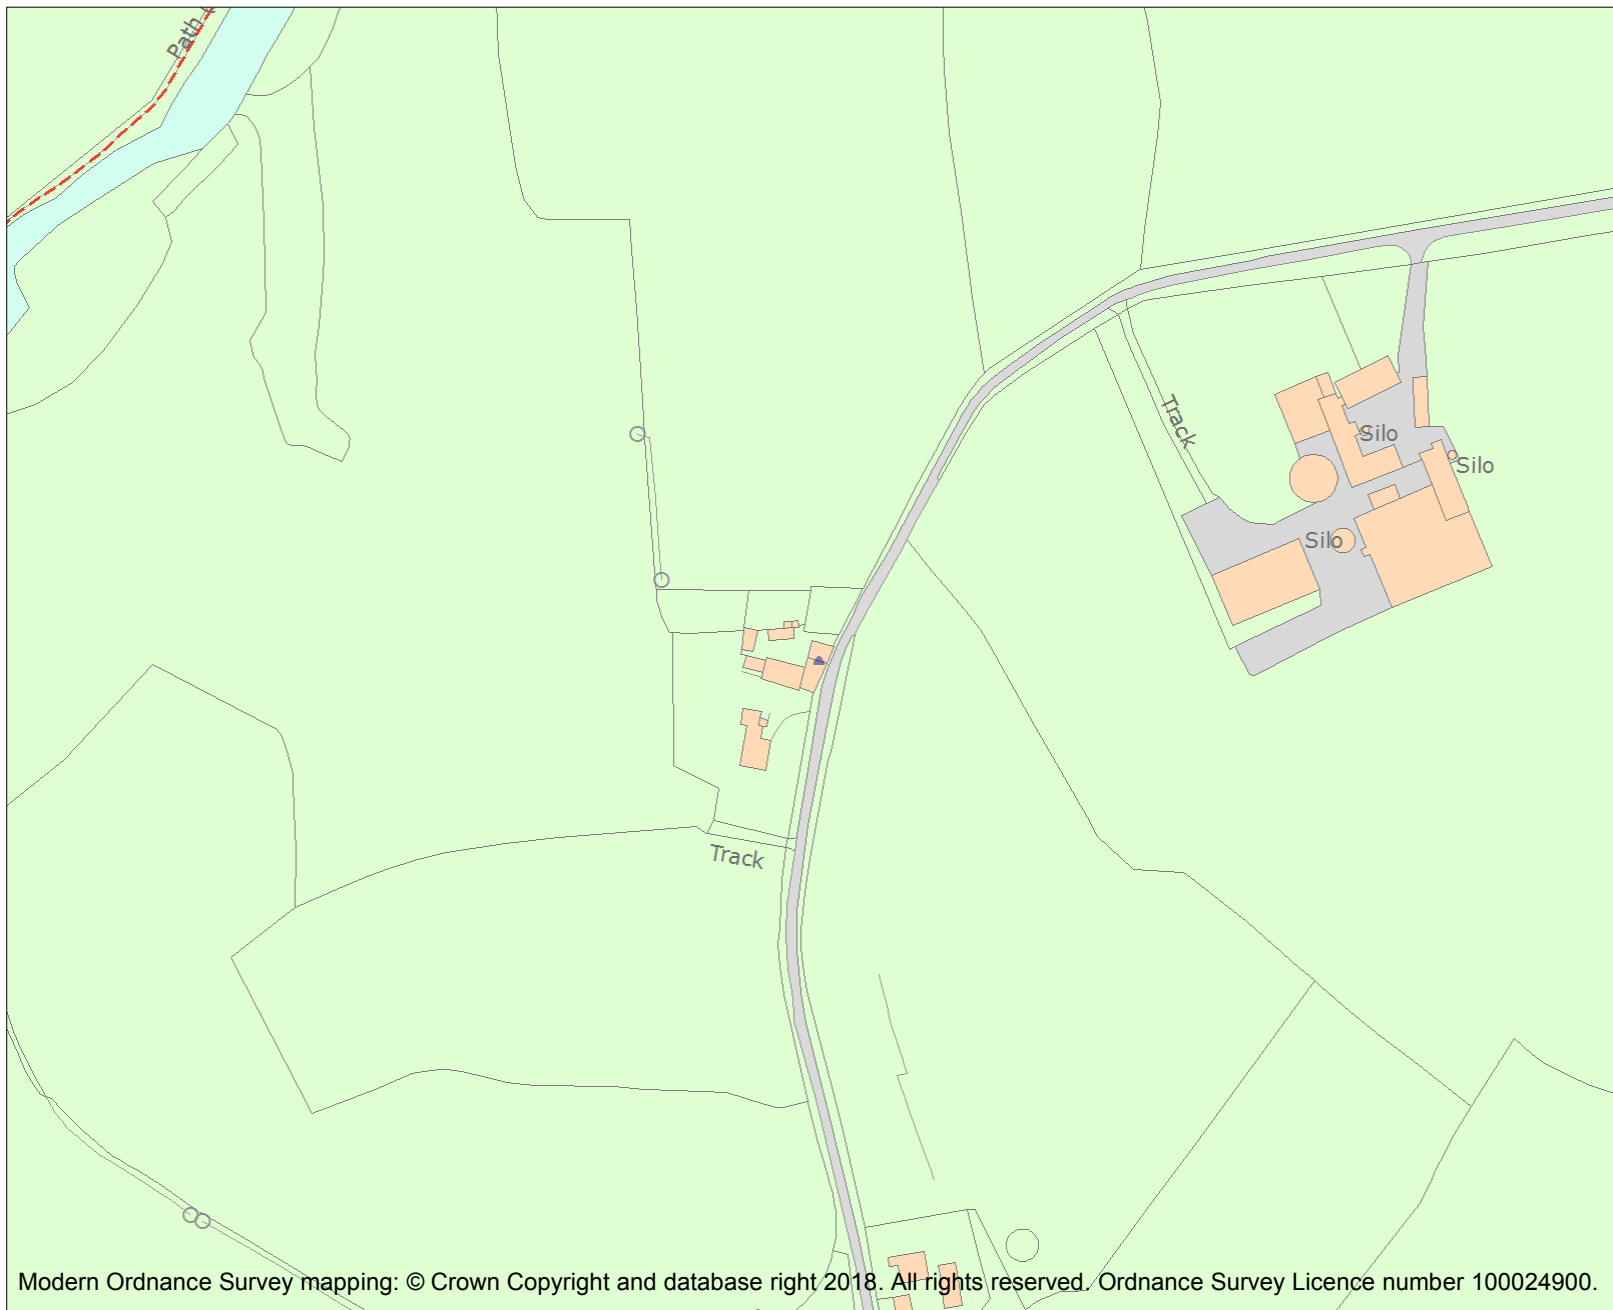 Path
Track
Silo
Silo
Silo
Track
Modern Ordnance Survey mapping: © Crown Copyright and database right 2018. All rights reserved. Ordnance Survey Licence number 100024900.